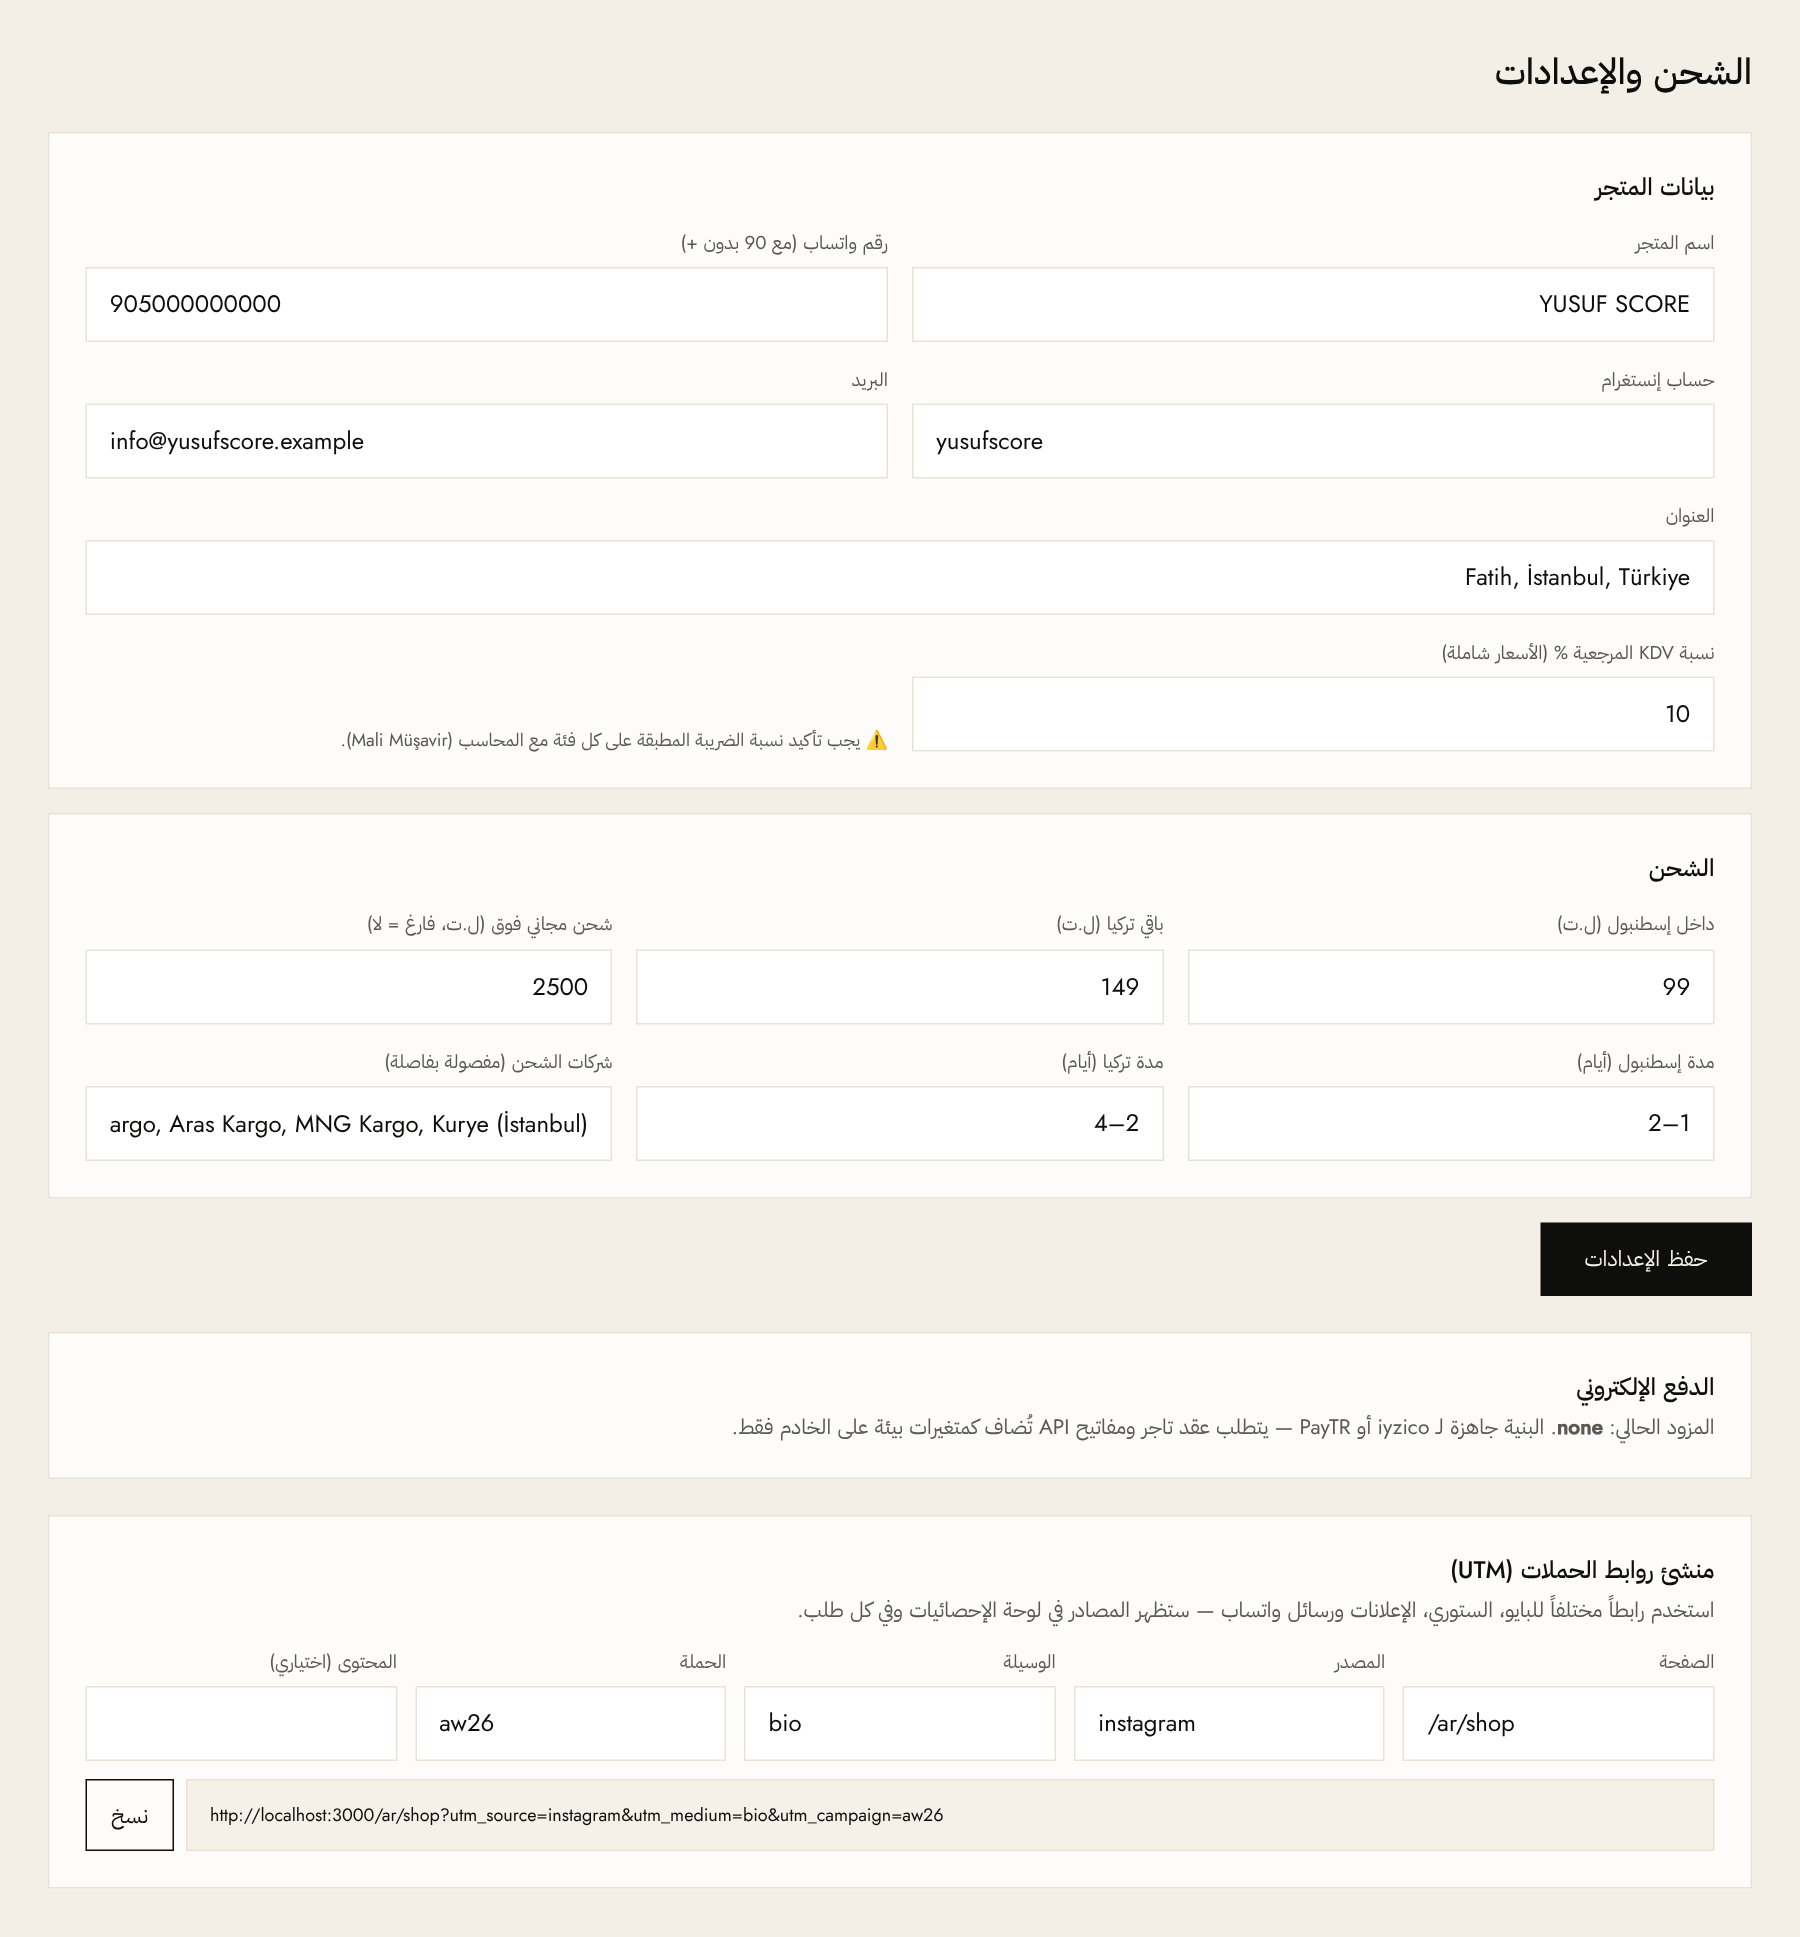 الشحن والإعدادات
بيانات المتجر
اسم المتجر
YUSUF SCORE
رقم واتساب (مع 90 بدون +)
905000000000
حساب إنستغرام
yusufscore
البريد
info@yusufscore.example
العنوان
Fatih, İstanbul, Türkiye
نسبة KDV المرجعية % (الأسعار شاملة)
10
⚠️ يجب تأكيد نسبة الضريبة المطبقة على كل فئة مع المحاسب (Mali Müşavir).
الشحن
داخل إسطنبول (ل.ت)
99
باقي تركيا (ل.ت)
149
شحن مجاني فوق (ل.ت، فارغ = لا)
2500
مدة إسطنبول (أيام)
1–2
مدة تركيا (أيام)
2–4
شركات الشحن (مفصولة بفاصلة)
argo, Aras Kargo, MNG Kargo, Kurye (İstanbul)
حفظ الإعدادات
الدفع الإلكتروني
المزود الحالي: none. البنية جاهزة لـ iyzico أو PayTR — يتطلب عقد تاجر ومفاتيح API تُضاف كمتغيرات بيئة على الخادم فقط.
منشئ روابط الحملات (UTM)
استخدم رابطاً مختلفاً للبايو، الستوري، الإعلانات ورسائل واتساب — ستظهر المصادر في لوحة الإحصائيات وفي كل طلب.
الصفحة
/ar/shop
المصدر
instagram
الوسيلة
bio
الحملة
aw26
المحتوى (اختياري)
http://localhost:3000/ar/shop?utm_source=instagram&utm_medium=bio&utm_campaign=aw26
نسخ